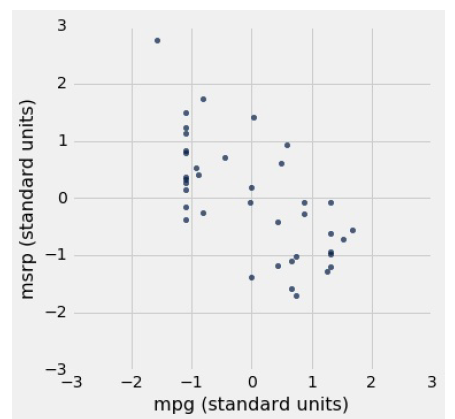 3
2
1
0
−1
−2
−3
msrp (standard units)
−3 −2 −1 0 1 2 3
mpg (standard units)